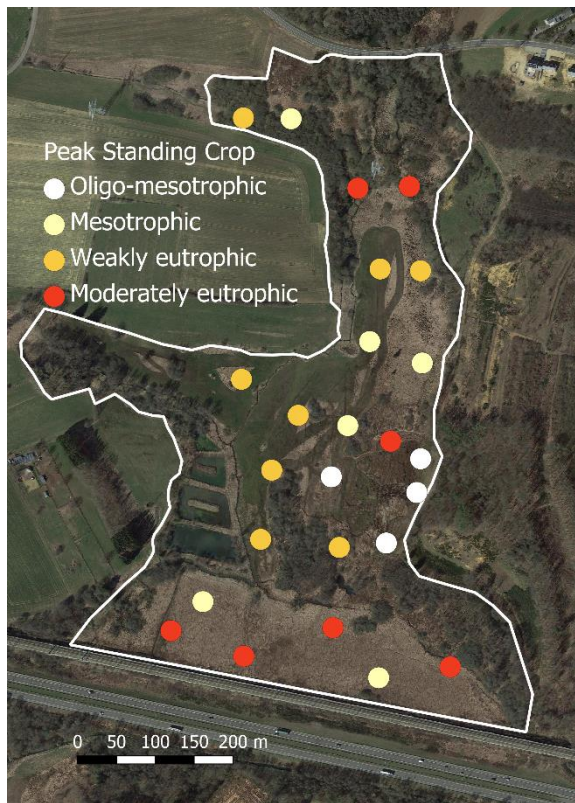 Peak Standing Crop
Oligo-mesotrophic
Mesotrophic
Weakly eutrophic
Moderately eutrophic
0 50 100 150 200 m